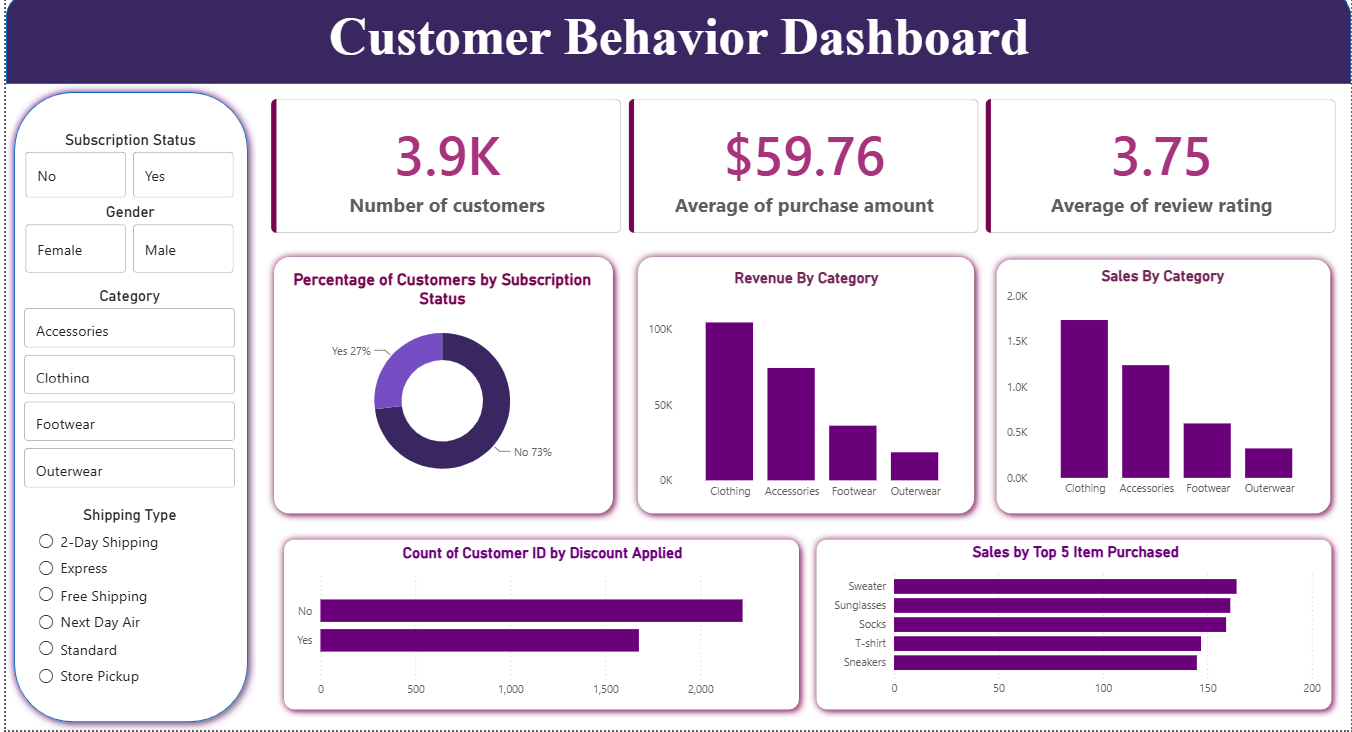 Customer Behavior Dashboard
Subscription Status
No
Yes
Gender
Female
Male
Category
Accessories
Clothing
Footwear
Outerwear
Shipping Type
2-Day Shipping
Express
Free Shipping
Next Day Air
Standard
Store Pickup
3.9K
Number of customers
$59.76
Average of purchase amount
3.75
Average of review rating
Percentage of Customers by Subscription
Status
Yes 27%
No 73%
Revenue By Category
100K
50K
0K
Clothing Accessories Footwear Outerwear
Sales By Category
2.0K
1.5K
1.0K
0.5K
0.0K
Clothing Accessories Footwear Outerwear
Count of Customer ID by Discount Applied
No
Yes
0 500 1,000 1,500 2,000
Sales by Top 5 Item Purchased
Sweater
Sunglasses
Socks
T-shirt
Sneakers
0 50 100 150 200